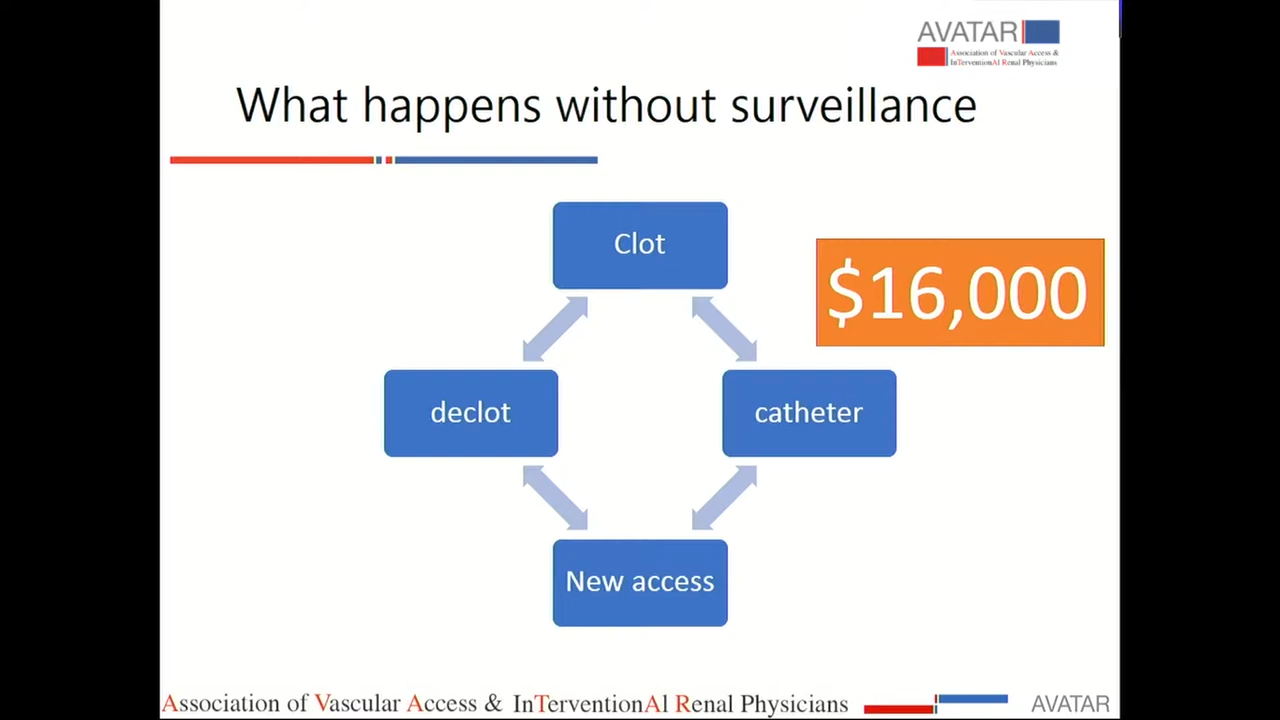 AVATAR
Association of Vascular Access &
InTerventionAl Renal Physicians
What happens without surveillance
Clot
$16,000
declot
catheter
New access
Association of Vascular Access & InTerventionAl Renal Physicians
AVATAR